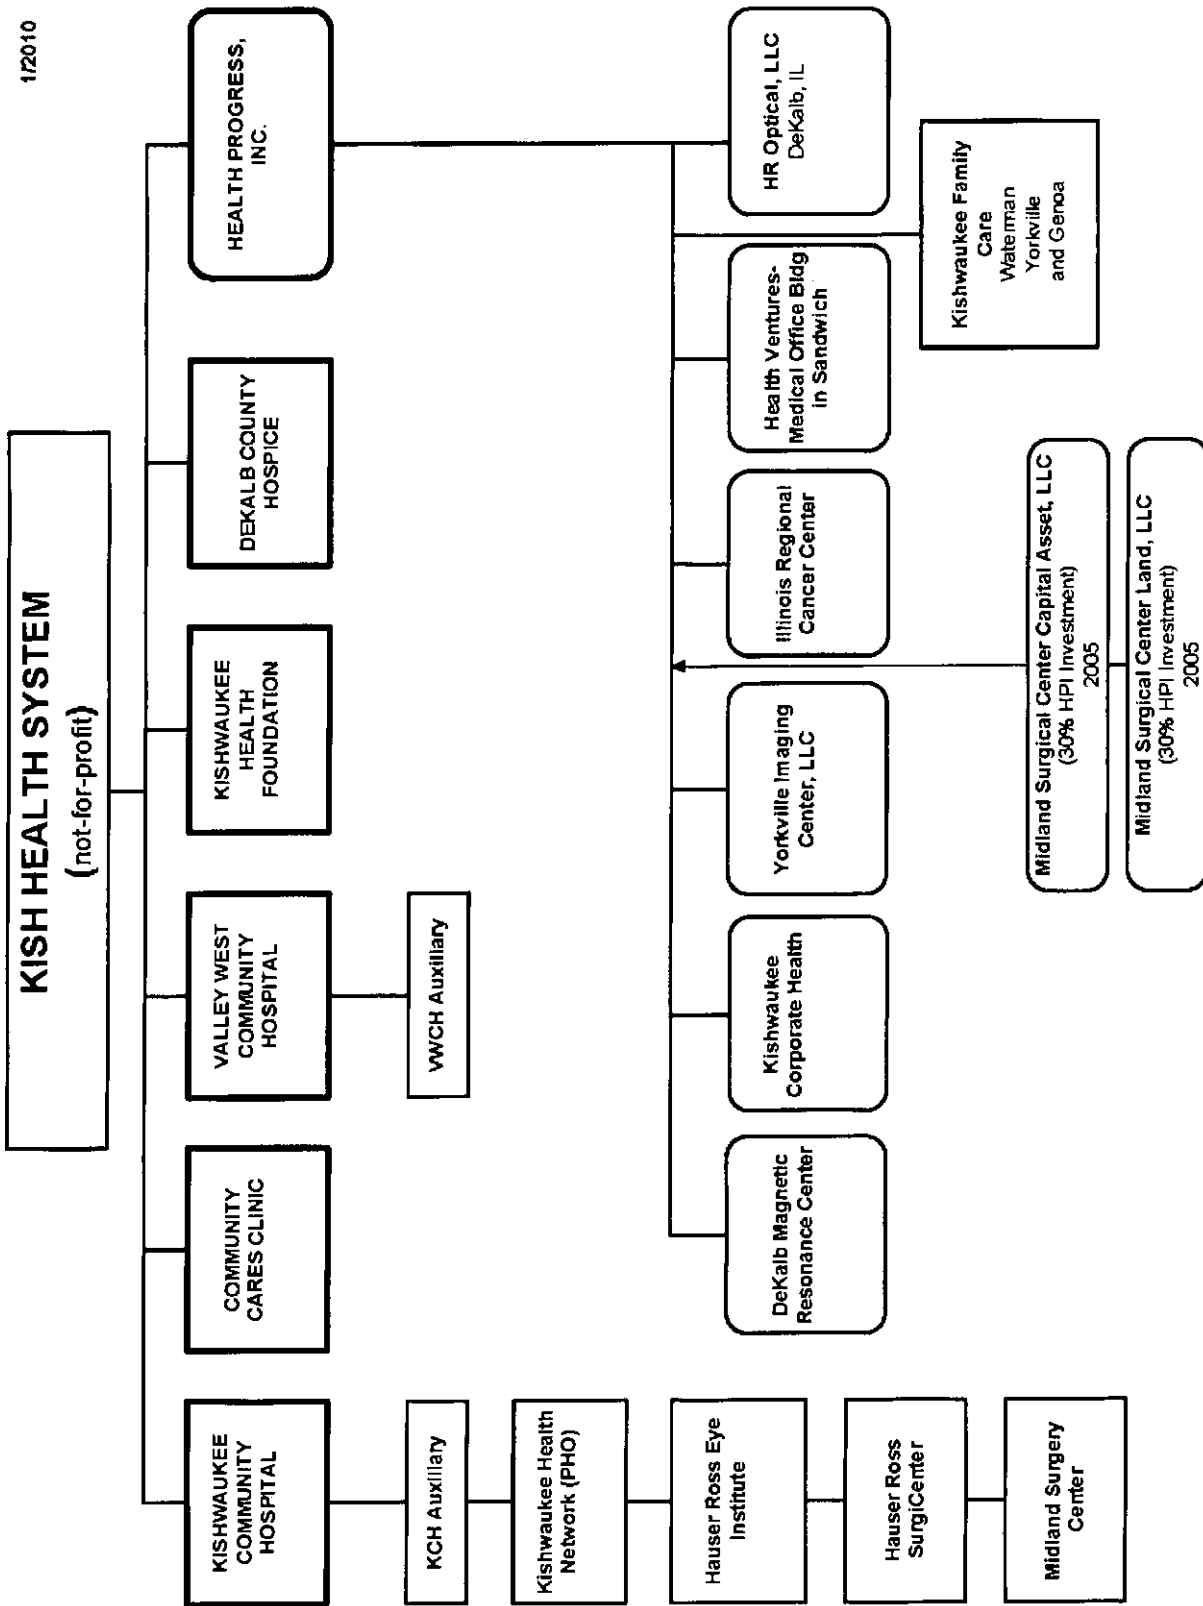 1/2010
KISH HEALTH SYSTEM
(not-for-profit)
KISHWAUKEE
COMMUNITY
HOSPITAL
COMMUNITY
CARES CLINIC
VALLEY WEST
COMMUNITY
HOSPITAL
KISHWAUKEE
HEALTH
FOUNDATION
DEKALB COUNTY
HOSPICE
HEALTH PROGRESS,
INC.
KCH Auxiliary
VWCH Auxiliary
Kishwaukee Health
Network (PHO)
Hauser Ross Eye
Institute
Hauser Ross
SurgiCenter
Midland Surgery
Center
DeKalb Magnetic
Resonance Center
Kishwaukee
Corporate Health
Yorkville Imaging
Center, LLC
Illinois Regional
Cancer Center
Health Ventures-
Medical Office Bldg
in Sandwich
HR Optical, LLC
DeKalb, IL
Kishwaukee Family
Care
Waterman
Yorkville
and Genoa
Midland Surgical Center Capital Asset, LLC
(30% HPI Investment)
2005
Midland Surgical Center Land, LLC
(30% HPI Investment)
2005